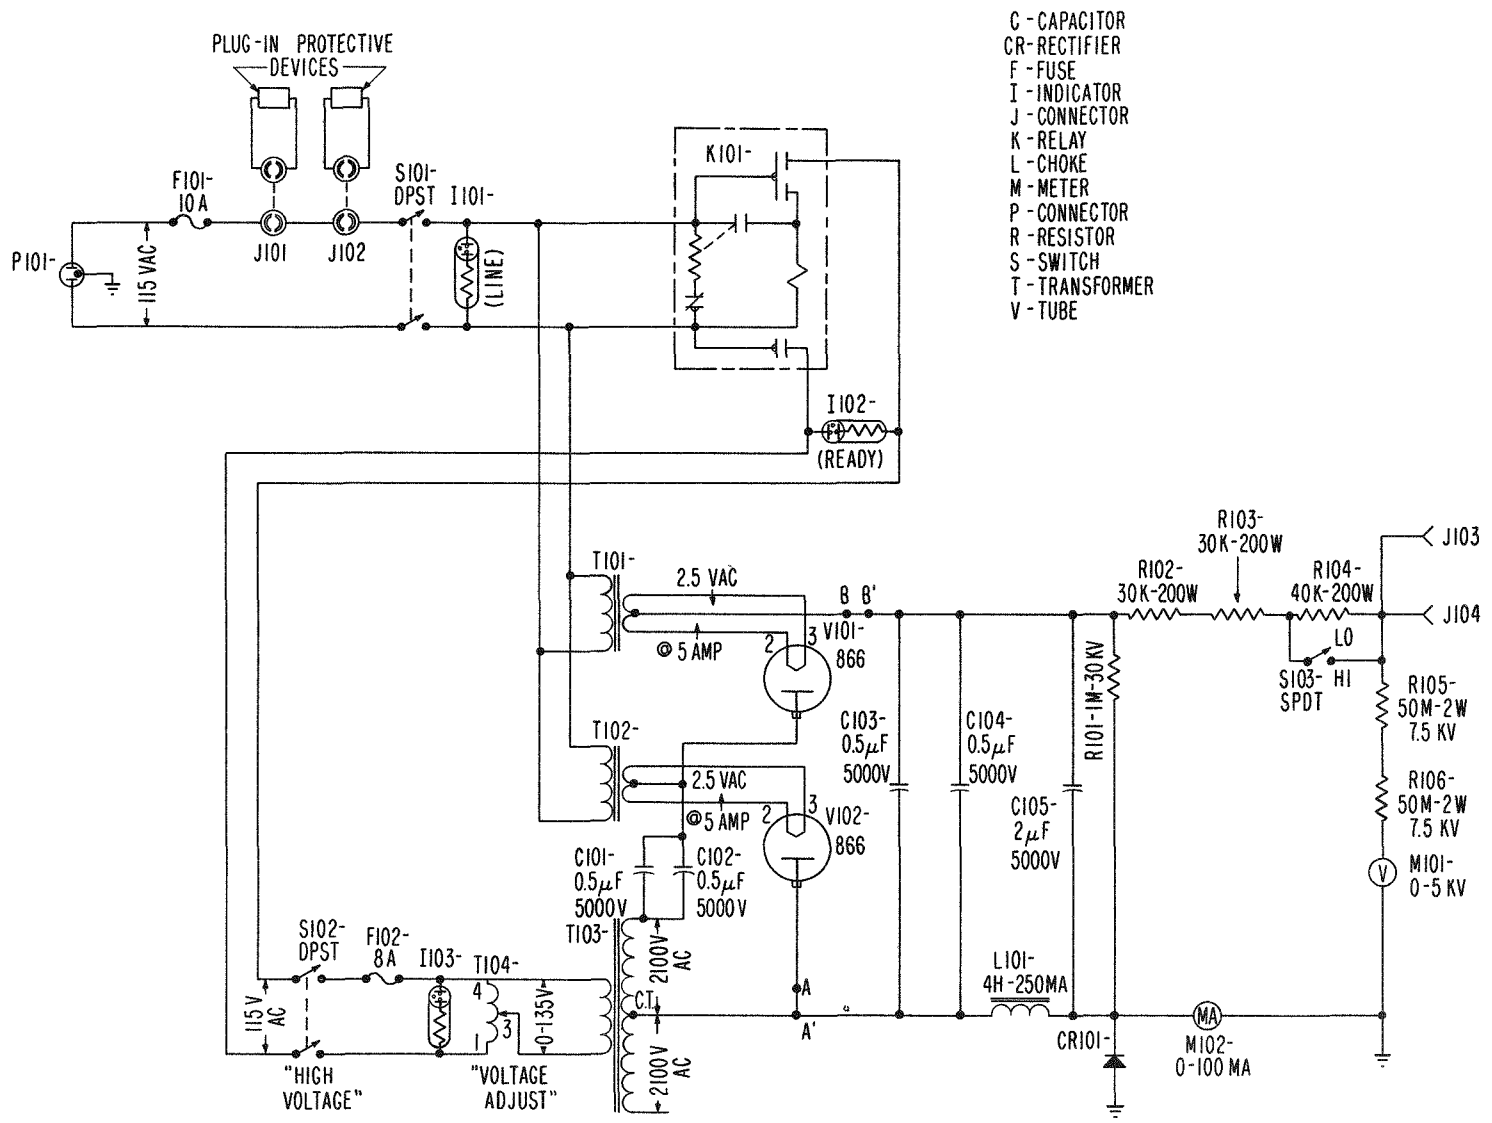 PLUG-IN PROTECTIVE
DEVICES
C - CAPACITOR
CR - RECTIFIER
F - FUSE
I - INDICATOR
J - CONNECTOR
K - RELAY
L - CHOKE
M - METER
P - CONNECTOR
R - RESISTOR
S - SWITCH
T - TRANSFORMER
V - TUBE
F101-
10 A
J101
J102
S101-
DPST
I101-
(LINE)
P101-
115 VAC
K101-
I102-
(READY)
T101-
2.5 VAC
@ 5 AMP
B B'
2
3
V101-
866
T102-
2.5 VAC
@ 5 AMP
2
3
V102-
866
C101-
0.5µF
5000V
C102-
0.5µF
5000V
C103-
0.5µF
5000V
C104-
0.5µF
5000V
C105-
2µF
5000V
R101-1M-30KV
R102-
30K-200W
R103-
30K-200W
R104-
40K-200W
J103
J104
LO
HI
S103-
SPDT
R105-
50M-2W
7.5 KV
R106-
50M-2W
7.5 KV
V
M101-
0-5 KV
S102-
DPST
F102-
8A
I103-
T104-
4
3
1
115 V
AC
0-135V
T103-
2100V
AC
C.T.
2100V
AC
A
A'
L101-
4H-250MA
CR101-
MA
M102-
0-100 MA
"HIGH
VOLTAGE"
"VOLTAGE
ADJUST"